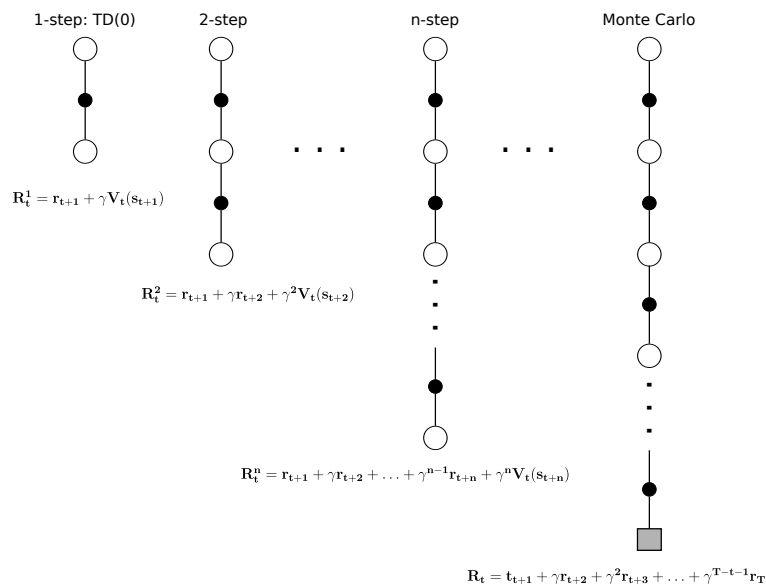 1-step: TD(0) 2-step n-step Monte Carlo
. . . . . .
R_t^1 = r_{t+1} + γV_t(s_{t+1})
R_t^2 = r_{t+1} + γr_{t+2} + γ^2V_t(s_{t+2})
R_t^n = r_{t+1} + γr_{t+2} + … + γ^{n−1}r_{t+n} + γ^nV_t(s_{t+n})
R_t = t_{t+1} + γr_{t+2} + γ^2r_{t+3} + … + γ^{T−t−1}r_T